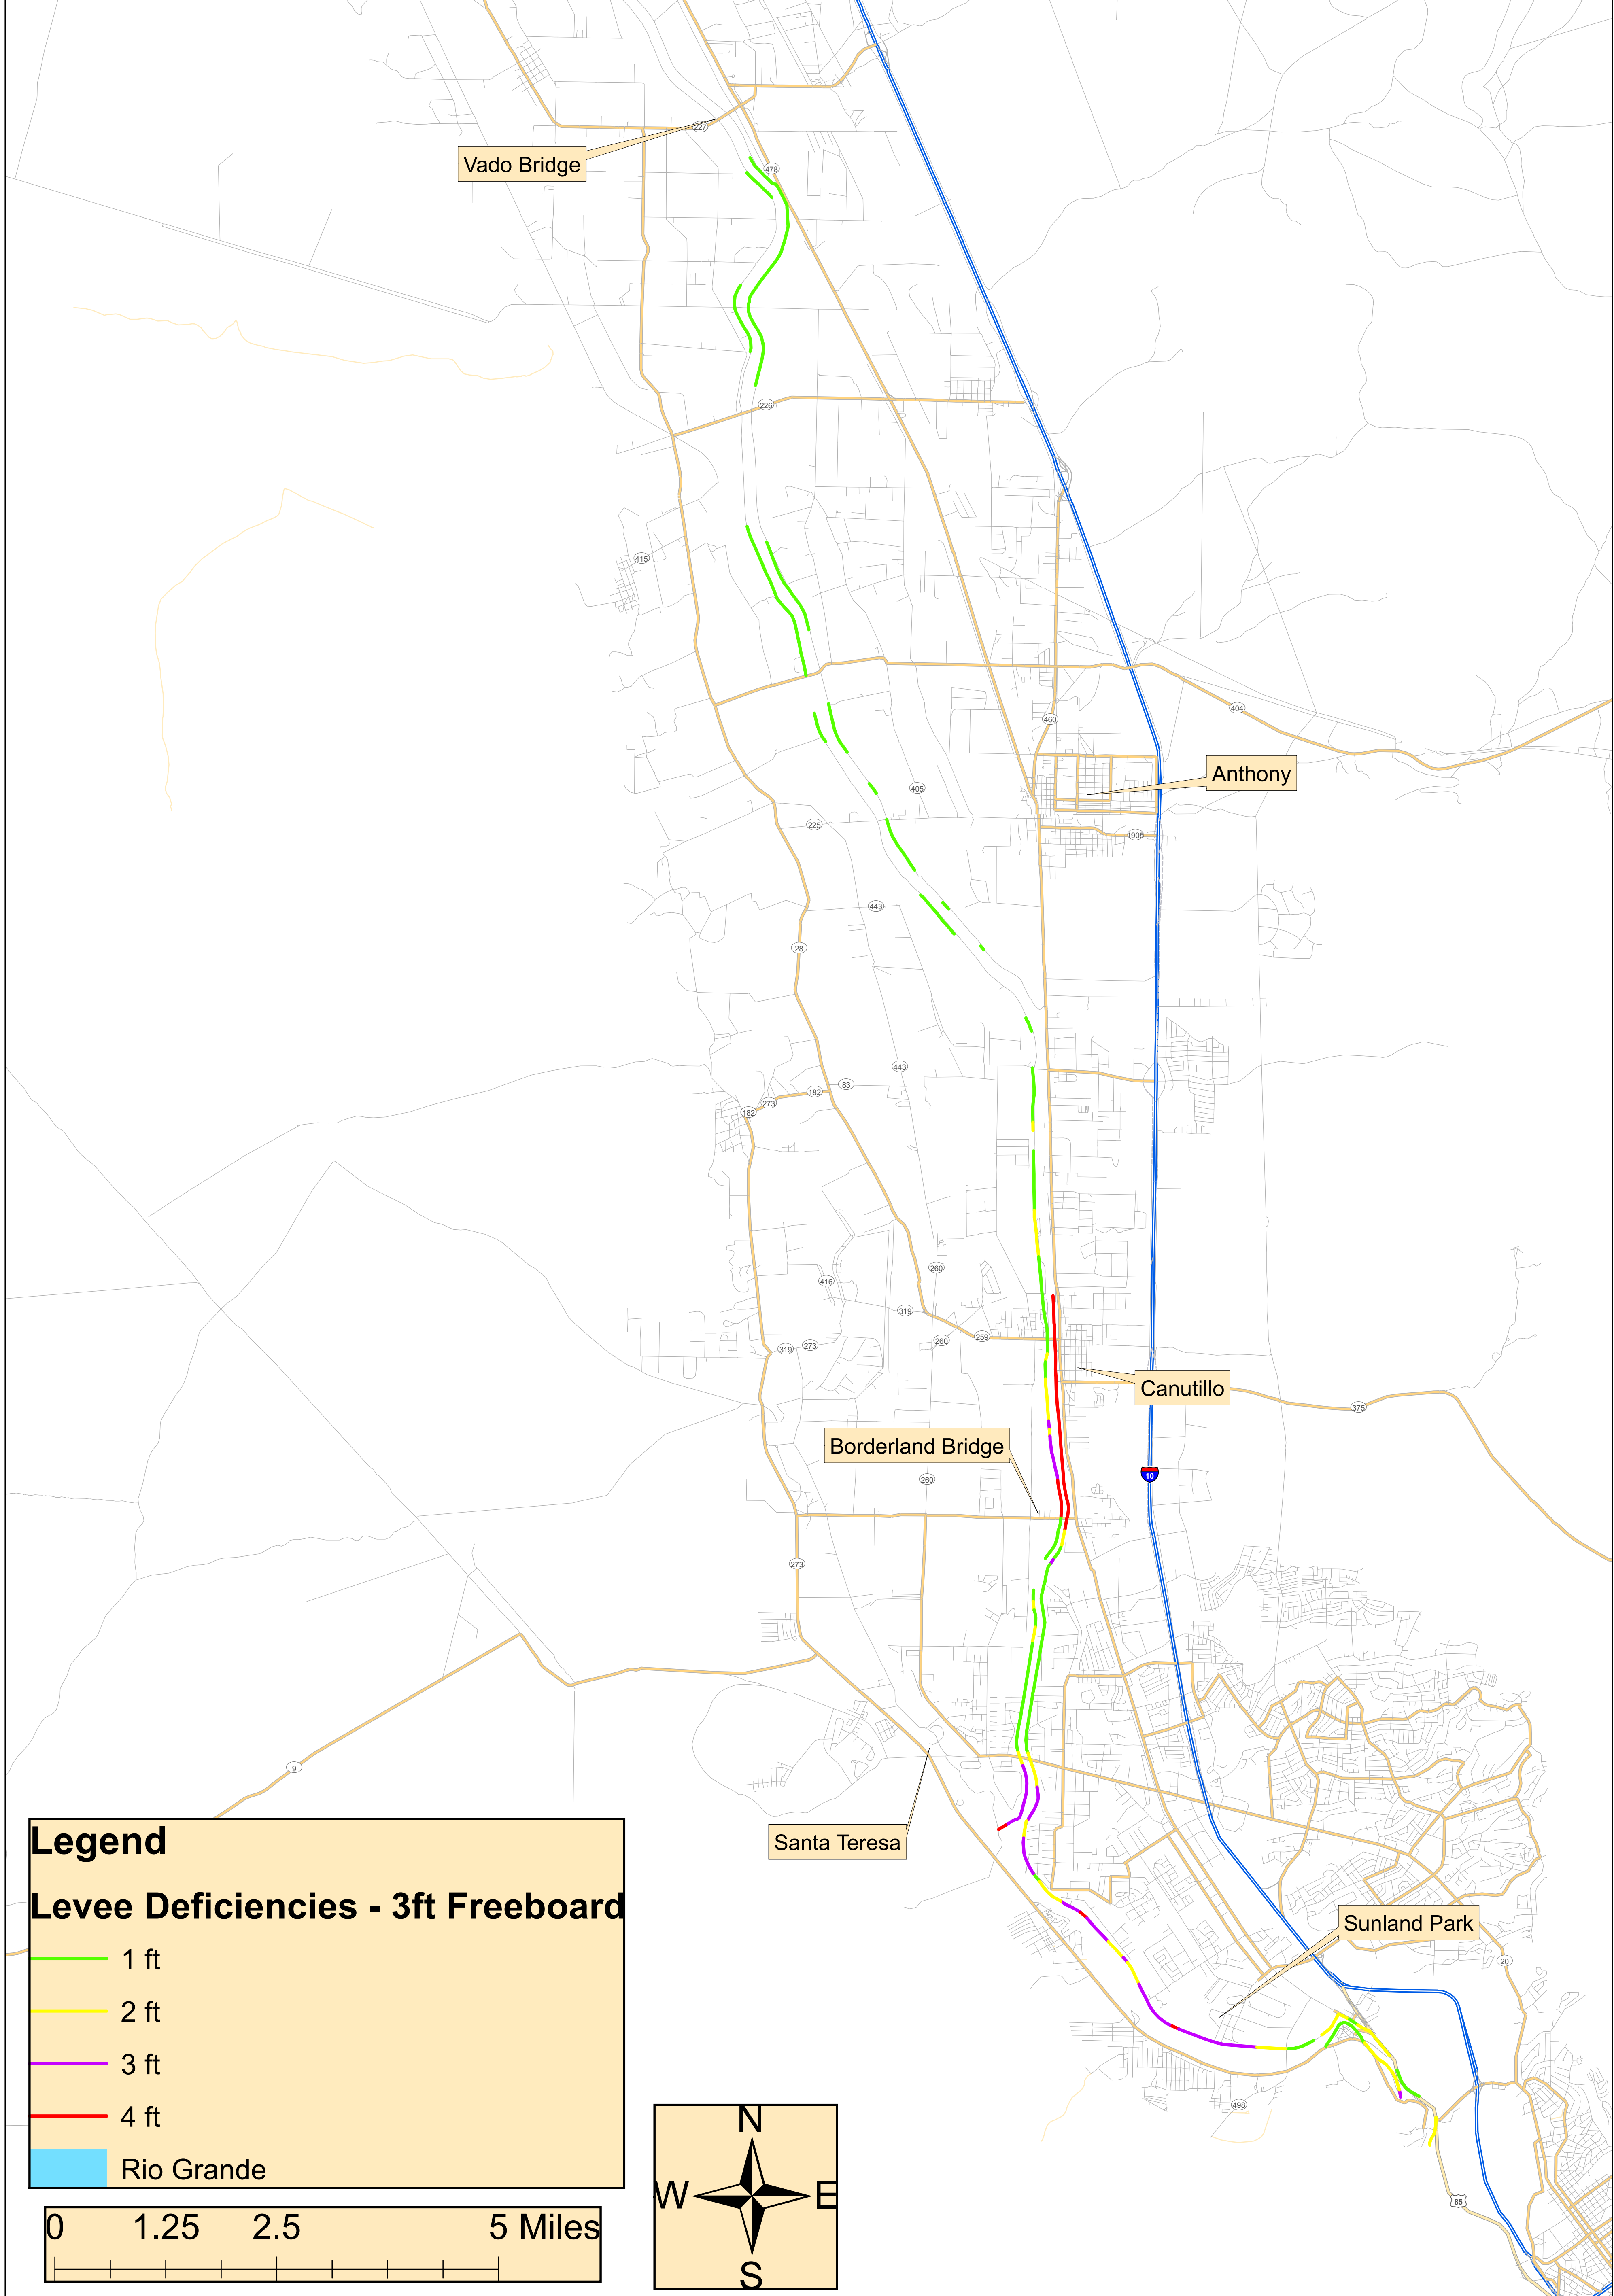 227
Vado Bridge
478
226
415
404
460
Anthony
405
225
1905
443
28
443
83
182
273
182
260
416
319
259
260
319
273
Canutillo
375
Borderland Bridge
10
260
273
9
Santa Teresa
Sunland Park
20
498
85
Legend
Levee Deficiencies - 3ft Freeboard
1 ft
2 ft
3 ft
4 ft
Rio Grande
0 1.25 2.5 5 Miles
N
W E
S